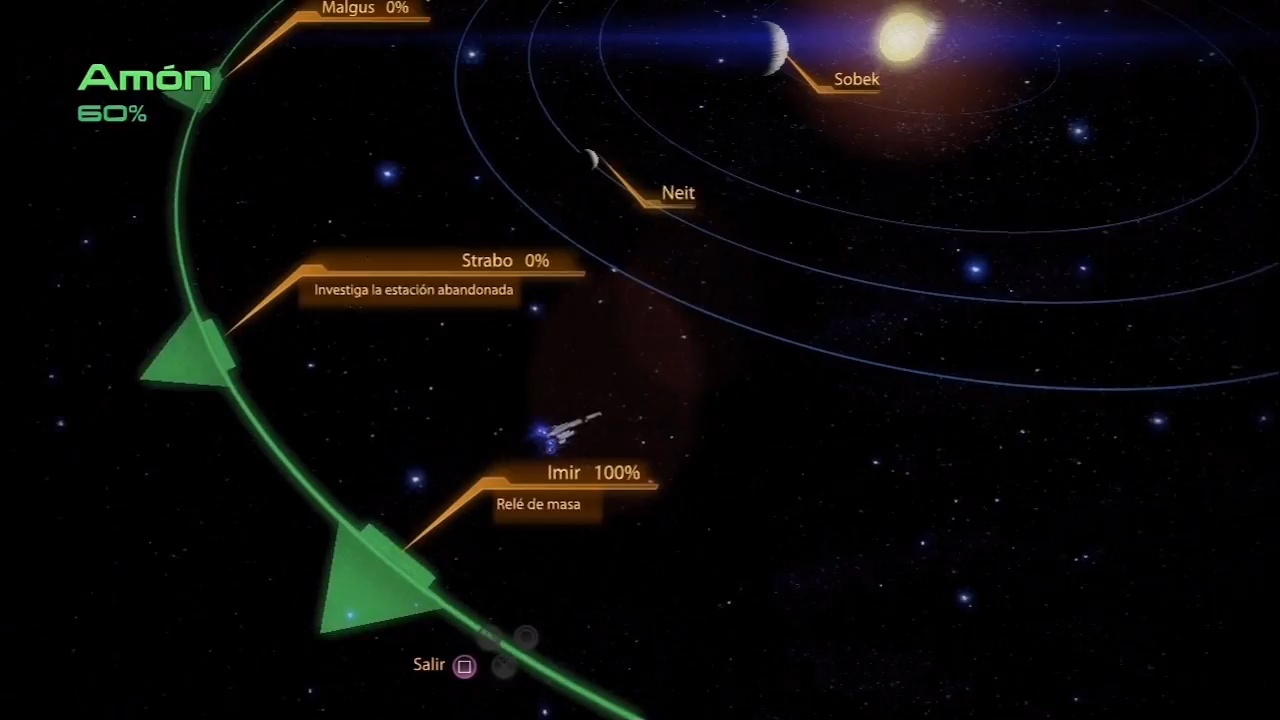 Malgus 0%
Amón
60%
Sobek
Neit
Strabo 0%
Investiga la estación abandonada
Imir 100%
Relé de masa
Salir